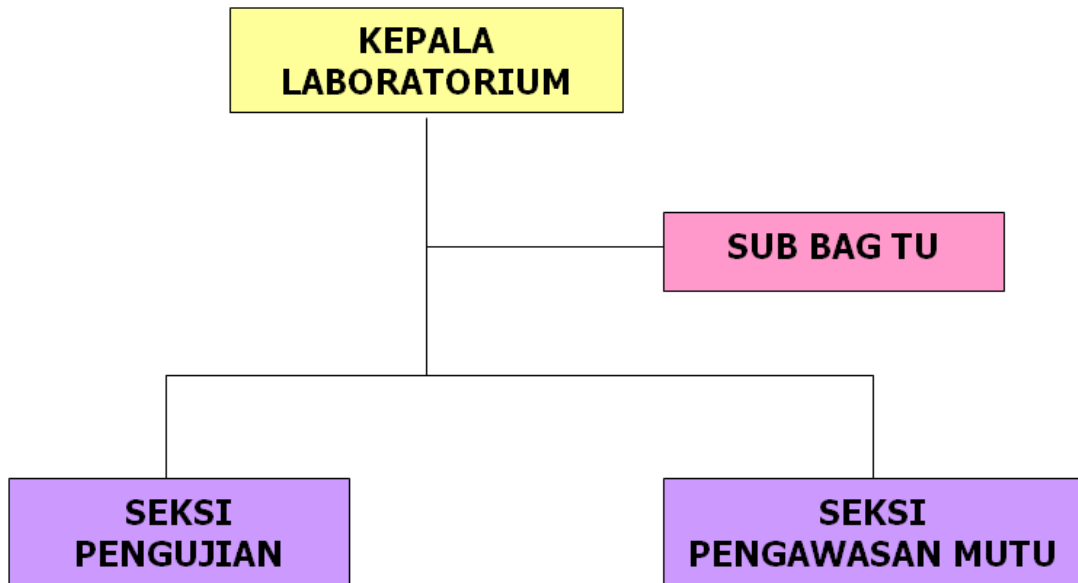 KEPALA
LABORATORIUM
SUB BAG TU
SEKSI
PENGUJIAN
SEKSI
PENGAWASAN MUTU